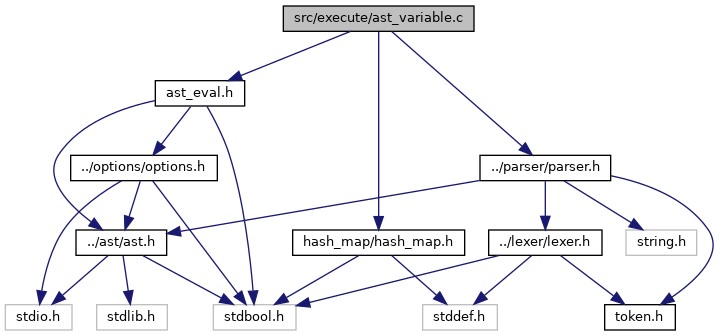 src/execute/ast_variable.c
ast_eval.h
../options/options.h
../parser/parser.h
../ast/ast.h
hash_map/hash_map.h
../lexer/lexer.h
string.h
stdio.h
stdlib.h
stdbool.h
stddef.h
token.h